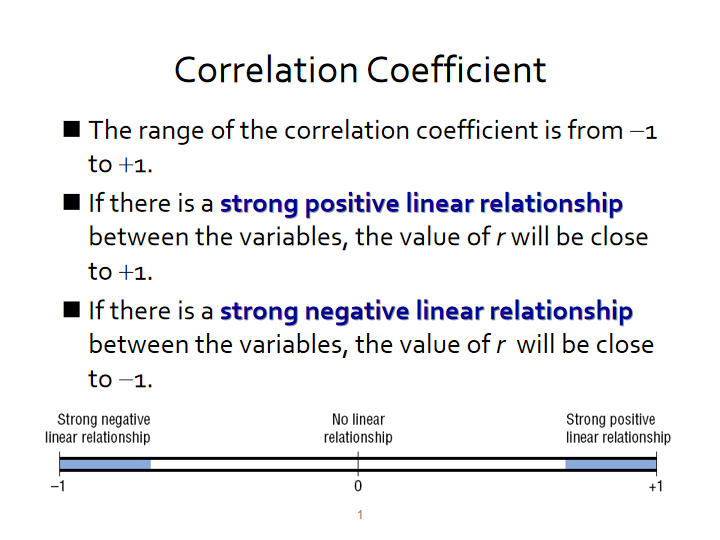 Correlation Coefficient
■ The range of the correlation coefficient is from −1
to +1.
■ If there is a strong positive linear relationship
between the variables, the value of r will be close
to +1.
■ If there is a strong negative linear relationship
between the variables, the value of r will be close
to −1.
Strong negative
linear relationship
No linear
relationship
Strong positive
linear relationship
−1
0
+1
1